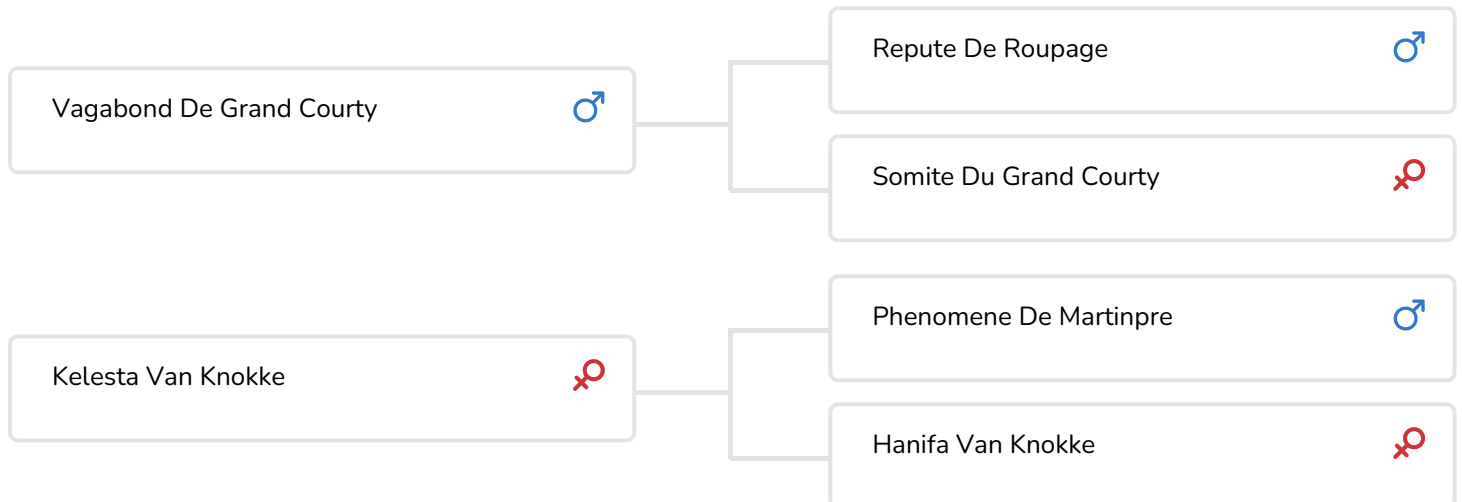 Repute De Roupage
Vagabond De Grand Courty
Somite Du Grand Courty
Phenomene De Martinpre
Kelesta Van Knokke
Hanifa Van Knokke